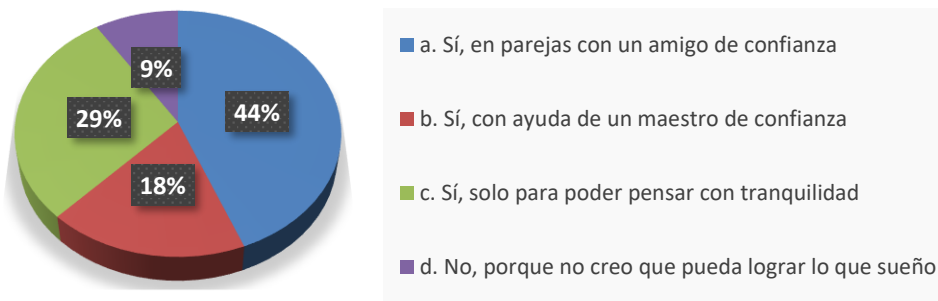 9%
44%
29%
18%
a. Sí, en parejas con un amigo de confianza
b. Sí, con ayuda de un maestro de confianza
c. Sí, solo para poder pensar con tranquilidad
d. No, porque no creo que pueda lograr lo que sueño